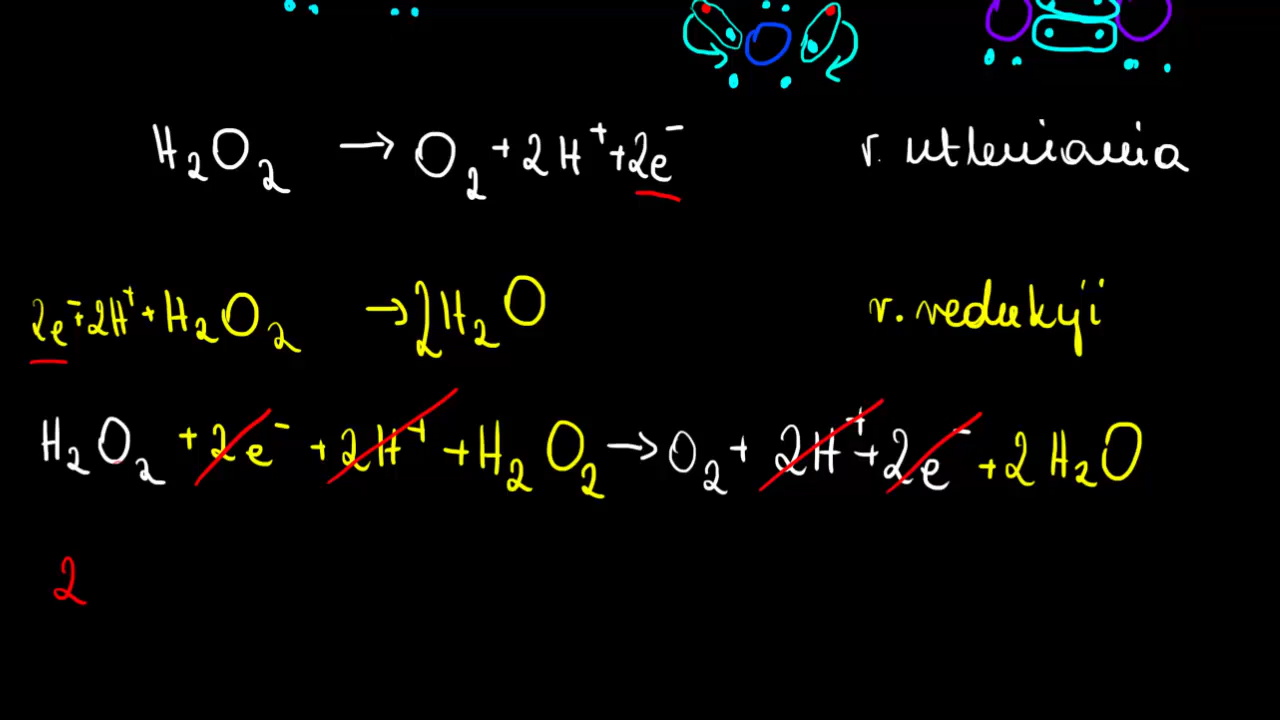 H₂O₂ → O₂ + 2H⁺ + 2e⁻ r. utleniania
2e⁻ + 2H⁺ + H₂O₂ → 2H₂O r. redukcji
H₂O₂ + 2e⁻ + 2H⁺ + H₂O₂ → O₂ + 2H⁺ + 2e⁻ + 2H₂O
2